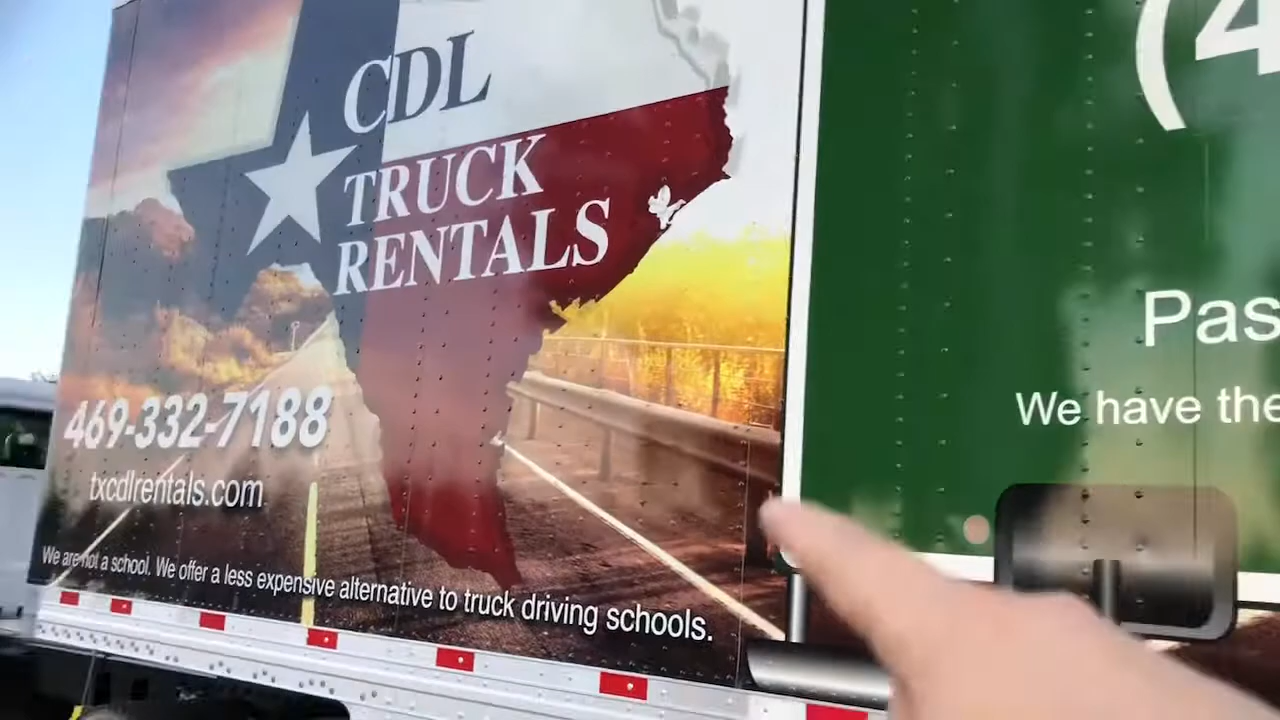 CDL
TRUCK
RENTALS
469-332-7188
txcdlrentals.com
We are not a school. We offer a less expensive alternative to truck driving schools.
(4
Pas
We have the